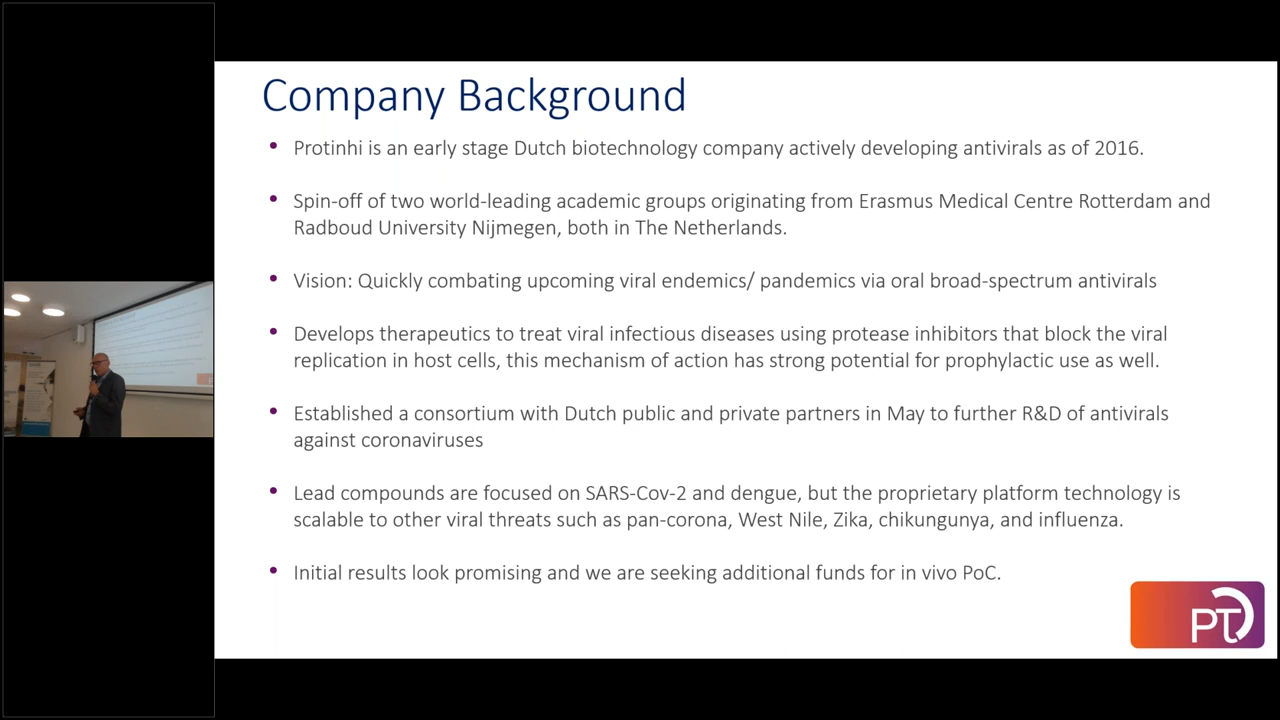 Company Background
• Protinhi is an early stage Dutch biotechnology company actively developing antivirals as of 2016.
• Spin-off of two world-leading academic groups originating from Erasmus Medical Centre Rotterdam and
Radboud University Nijmegen, both in The Netherlands.
• Vision: Quickly combating upcoming viral endemics/ pandemics via oral broad-spectrum antivirals
• Develops therapeutics to treat viral infectious diseases using protease inhibitors that block the viral
replication in host cells, this mechanism of action has strong potential for prophylactic use as well.
• Established a consortium with Dutch public and private partners in May to further R&D of antivirals
against coronaviruses
• Lead compounds are focused on SARS-Cov-2 and dengue, but the proprietary platform technology is
scalable to other viral threats such as pan-corona, West Nile, Zika, chikungunya, and influenza.
• Initial results look promising and we are seeking additional funds for in vivo PoC.
PT